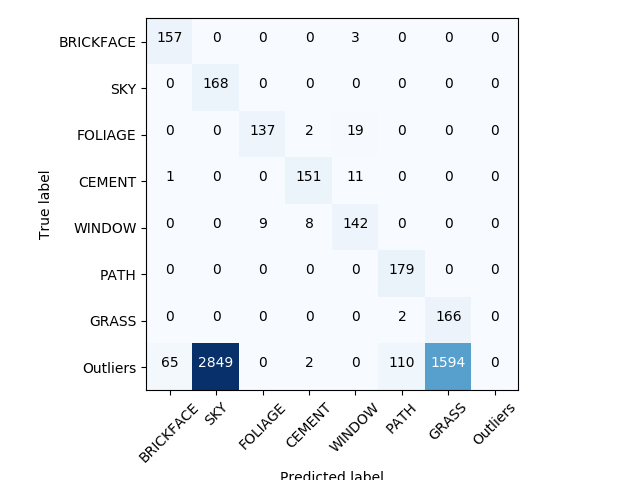 BRICKFACE 157 0 0 0 3 0 0 0
SKY 0 168 0 0 0 0 0 0
FOLIAGE 0 0 137 2 19 0 0 0
CEMENT 1 0 0 151 11 0 0 0
WINDOW 0 0 9 8 142 0 0 0
PATH 0 0 0 0 0 179 0 0
GRASS 0 0 0 0 0 2 166 0
Outliers 65 2849 0 2 0 110 1594 0
True label
BRICKFACE SKY FOLIAGE CEMENT WINDOW PATH GRASS Outliers
Predicted label